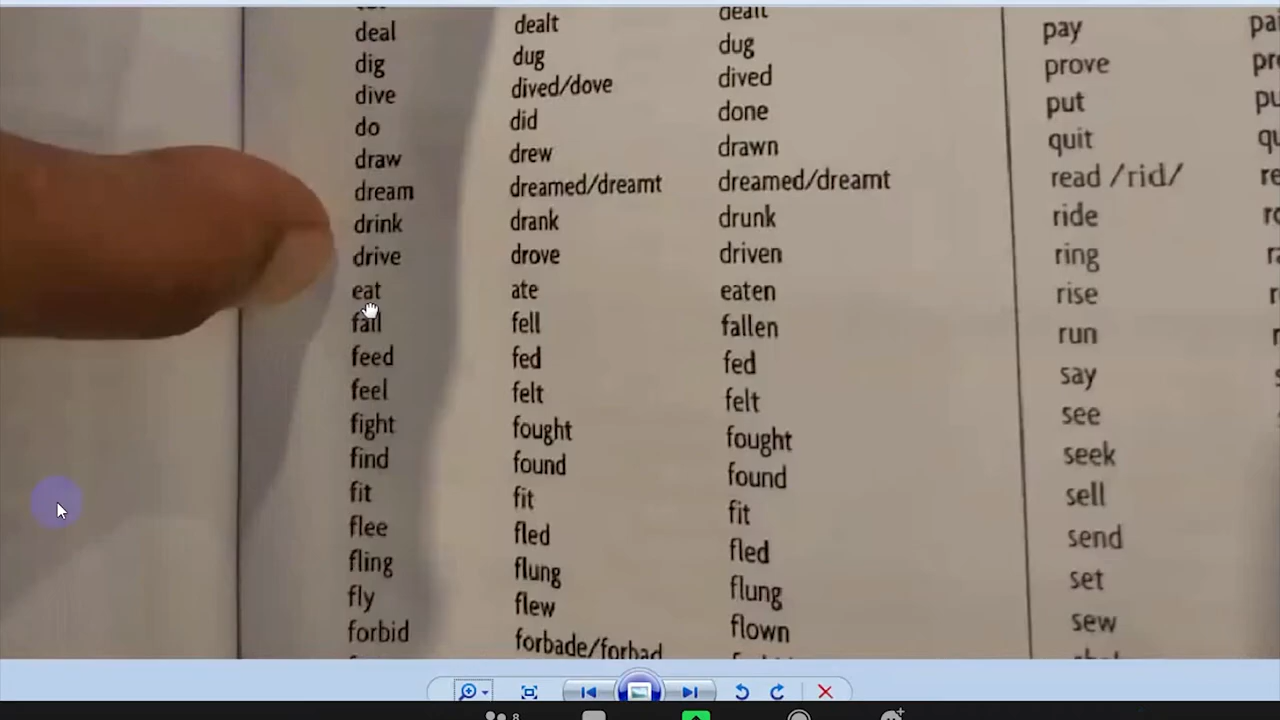 deal dealt dealt
dig dug dug
dive dived/dove dived
do did done
draw drew drawn
dream dreamed/dreamt dreamed/dreamt
drink drank drunk
drive drove driven
eat ate eaten
fall fell fallen
feed fed fed
feel felt felt
fight fought fought
find found found
fit fit fit
flee fled fled
fling flung flung
fly flew flown
forbid forbade/forbad
pay
prove
put
quit
read /rid/
ride
ring
rise
run
say
see
seek
sell
send
set
sew
8